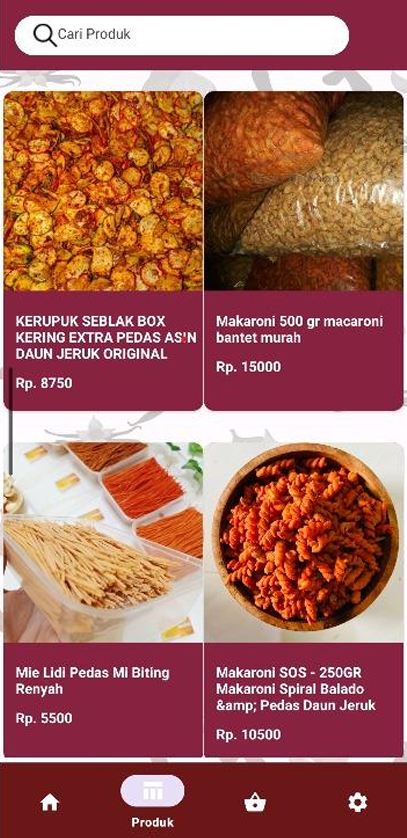 Cari Produk
KERUPUK SEBLAK BOX
KERING EXTRA PEDAS ASIN
DAUN JERUK ORIGINAL
Rp. 8750
Makaroni 500 gr macaroni
bantet murah
Rp. 15000
Mie Lidi Pedas Mi Biting
Renyah
Rp. 5500
Makaroni SOS - 250GR
Makaroni Spiral Balado
&amp; Pedas Daun Jeruk
Rp. 10500
Produk